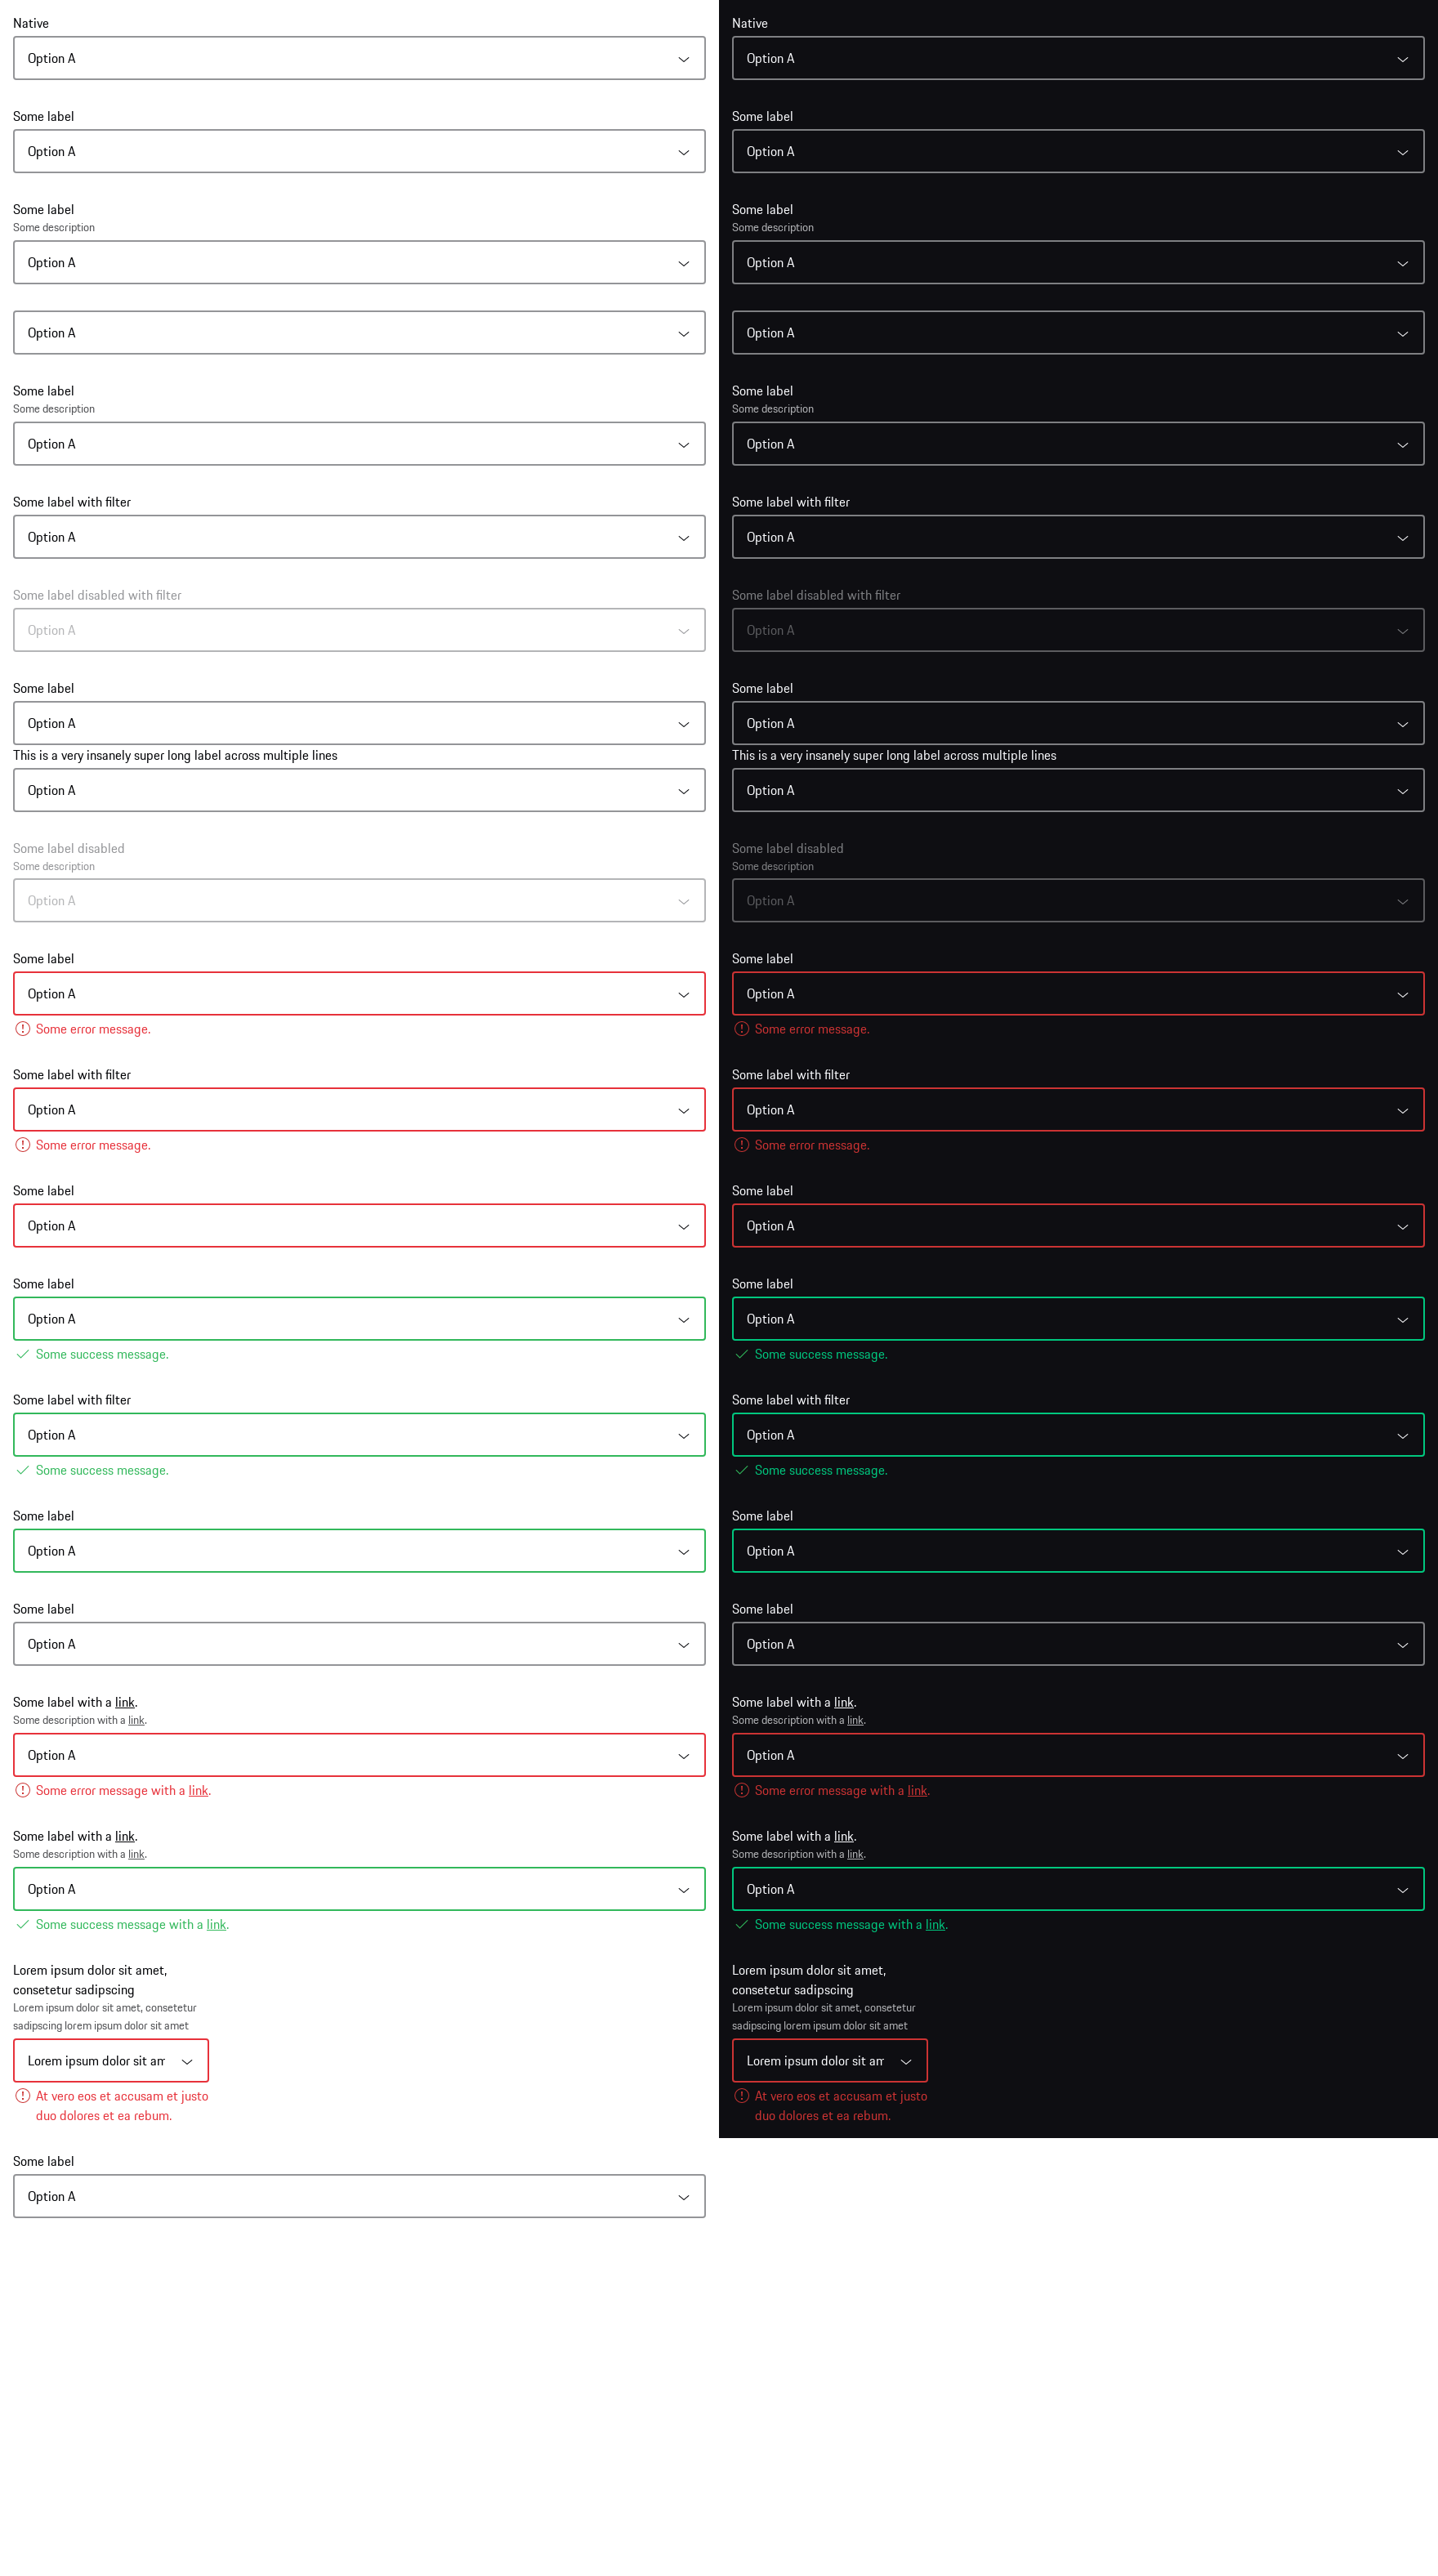 Native
Option A
Some label
Option A
Some label
Some description
Option A
Option A
Some label
Some description
Option A
Some label with filter
Option A
Some label disabled with filter
Option A
Some label
Option A
This is a very insanely super long label across multiple lines
Option A
Some label disabled
Some description
Option A
Some label
Option A
Some error message.
Some label with filter
Option A
Some error message.
Some label
Option A
Some label
Option A
Some success message.
Some label with filter
Option A
Some success message.
Some label
Option A
Some label
Option A
Some label with a link.
Some description with a link.
Option A
Some error message with a link.
Some label with a link.
Some description with a link.
Option A
Some success message with a link.
Lorem ipsum dolor sit amet,
consetetur sadipscing
Lorem ipsum dolor sit amet, consetetur
sadipscing lorem ipsum dolor sit amet
Lorem ipsum dolor sit am
At vero eos et accusam et justo
duo dolores et ea rebum.
Some label
Option A
Native
Option A
Some label
Option A
Some label
Some description
Option A
Option A
Some label
Some description
Option A
Some label with filter
Option A
Some label disabled with filter
Option A
Some label
Option A
This is a very insanely super long label across multiple lines
Option A
Some label disabled
Some description
Option A
Some label
Option A
Some error message.
Some label with filter
Option A
Some error message.
Some label
Option A
Some label
Option A
Some success message.
Some label with filter
Option A
Some success message.
Some label
Option A
Some label
Option A
Some label with a link.
Some description with a link.
Option A
Some error message with a link.
Some label with a link.
Some description with a link.
Option A
Some success message with a link.
Lorem ipsum dolor sit amet,
consetetur sadipscing
Lorem ipsum dolor sit amet, consetetur
sadipscing lorem ipsum dolor sit amet
Lorem ipsum dolor sit am
At vero eos et accusam et justo
duo dolores et ea rebum.